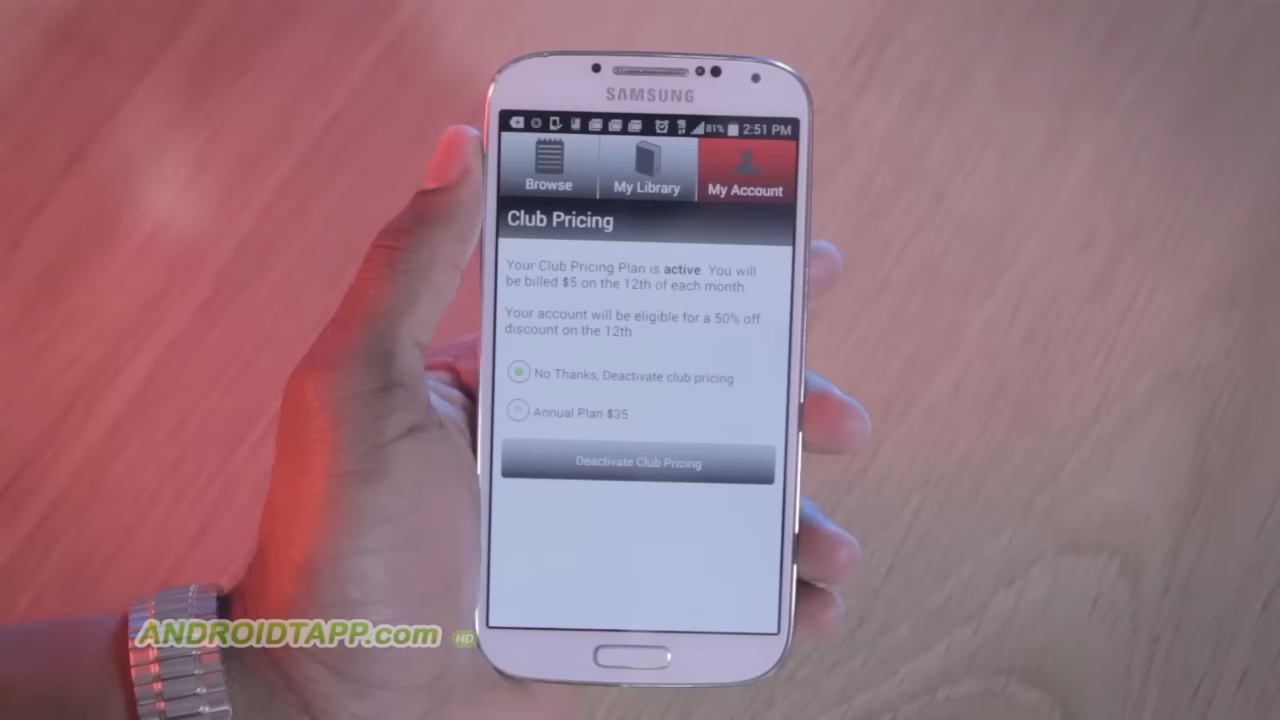 SAMSUNG
81% 2:51 PM
Browse
My Library
My Account
Club Pricing
Your Club Pricing Plan is active. You will
be billed $5 on the 12th of each month
Your account will be eligible for a 50% off
discount on the 12th.
No Thanks, Deactivate club pricing
Annual Plan $35
Deactivate Club Pricing
ANDROIDTAPP.com HD